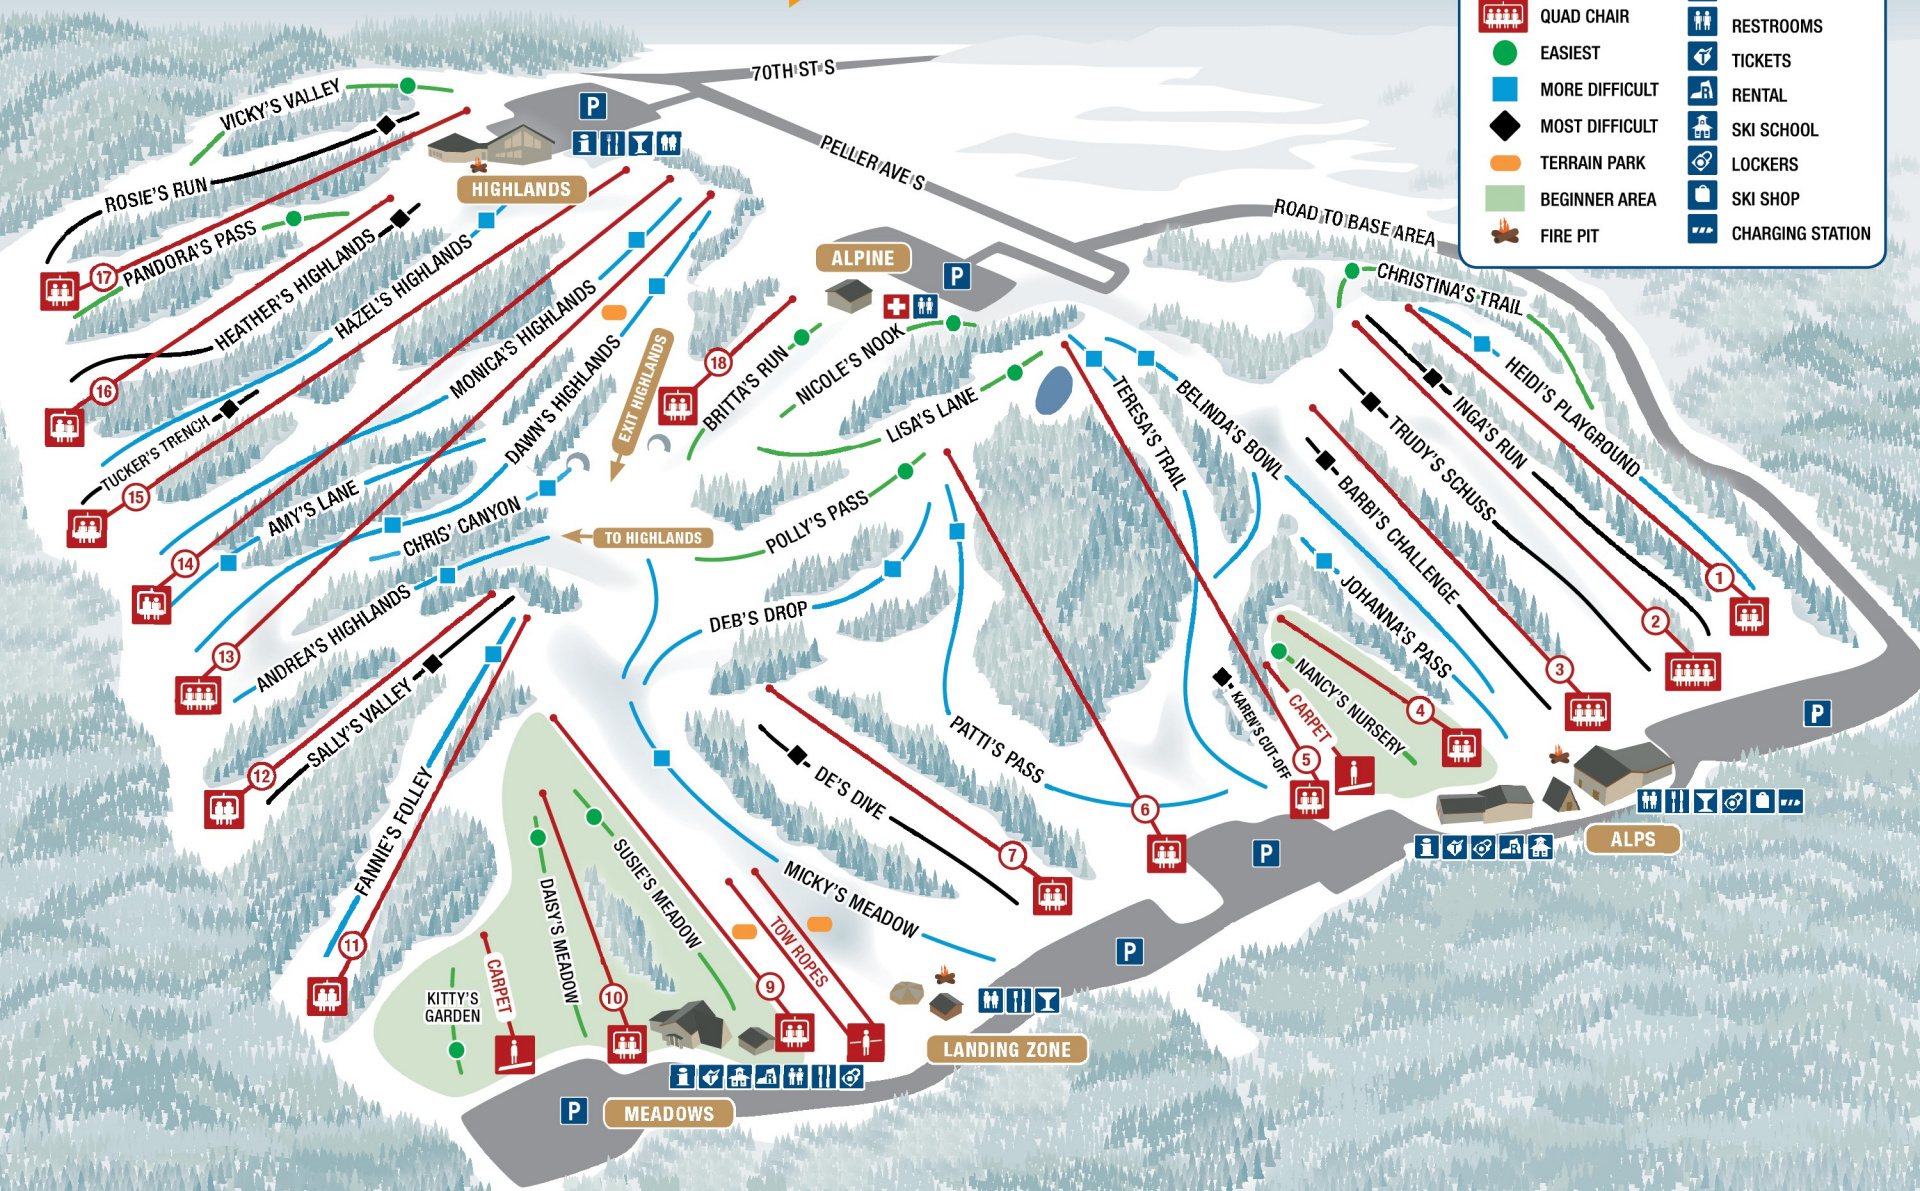 QUAD CHAIR
EASIEST
MORE DIFFICULT
MOST DIFFICULT
TERRAIN PARK
BEGINNER AREA
FIRE PIT
RESTROOMS
TICKETS
RENTAL
SKI SCHOOL
LOCKERS
SKI SHOP
CHARGING STATION
70TH ST S
PELLER AVE S
ROAD TO BASE AREA
VICKY'S VALLEY
P
ROSIE'S RUN
HIGHLANDS
17
PANDORA'S PASS
HEATHER'S HIGHLANDS
16
HAZEL'S HIGHLANDS
TUCKER'S TRENCH
15
MONICA'S HIGHLANDS
14
AMY'S LANE
DAWN'S HIGHLANDS
13
CHRIS' CANYON
ANDREA'S HIGHLANDS
EXIT HIGHLANDS
TO HIGHLANDS
ALPINE
P
18
BRITTA'S RUN
NICOLE'S NOOK
LISA'S LANE
POLLY'S PASS
DEB'S DROP
TERESA'S TRAIL
BELINDA'S BOWL
CHRISTINA'S TRAIL
HEIDI'S PLAYGROUND
INGA'S RUN
TRUDY'S SCHUSS
BARBI'S CHALLENGE
JOHANNA'S PASS
1
2
3
4
NANCY'S NURSERY
CARPET
KAREN'S CUT-OFF
5
PATTI'S PASS
6
DE'S DIVE
7
MICKY'S MEADOW
SALLY'S VALLEY
12
FANNIE'S FOLLEY
11
SUSIE'S MEADOW
DAISY'S MEADOW
TOW ROPES
9
10
CARPET
KITTY'S
GARDEN
P
ALPS
P
P
LANDING ZONE
P
MEADOWS